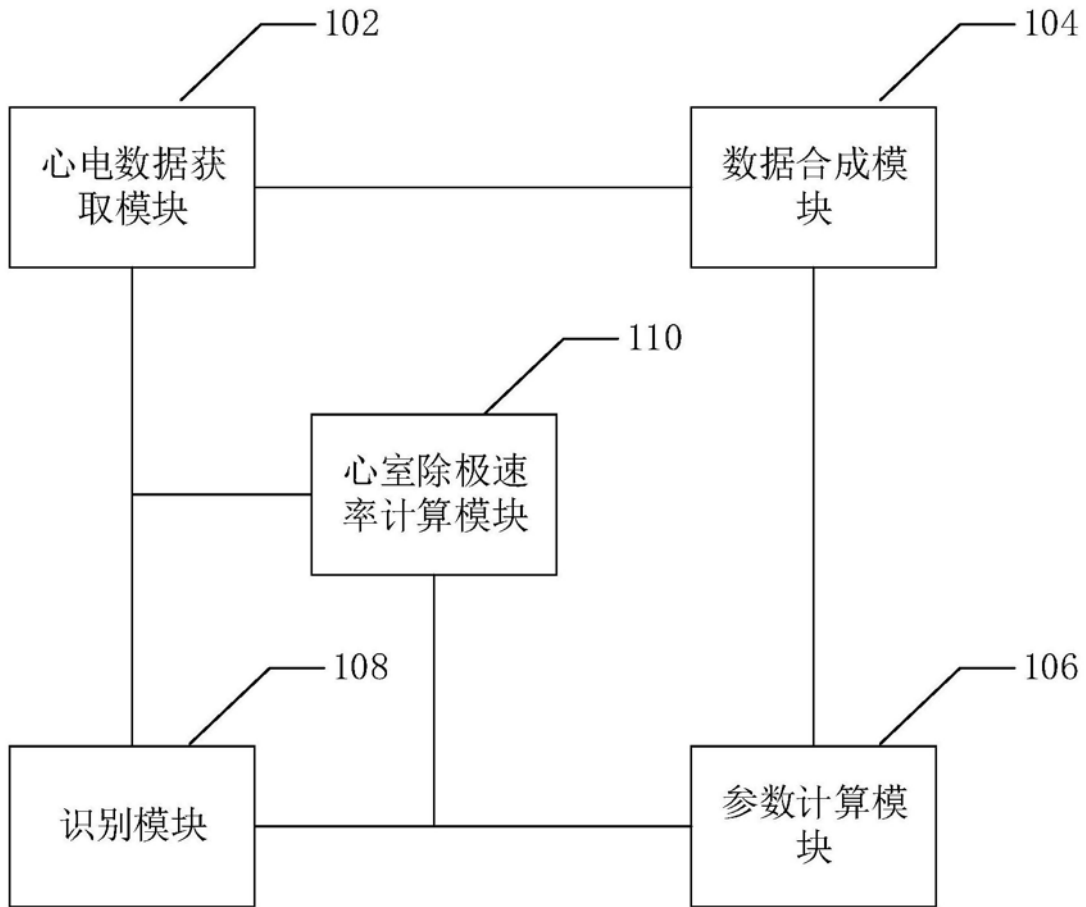 102
104
心电数据获
取模块
数据合成模
块
110
心室除极速
率计算模块
108
106
识别模块
参数计算模
块